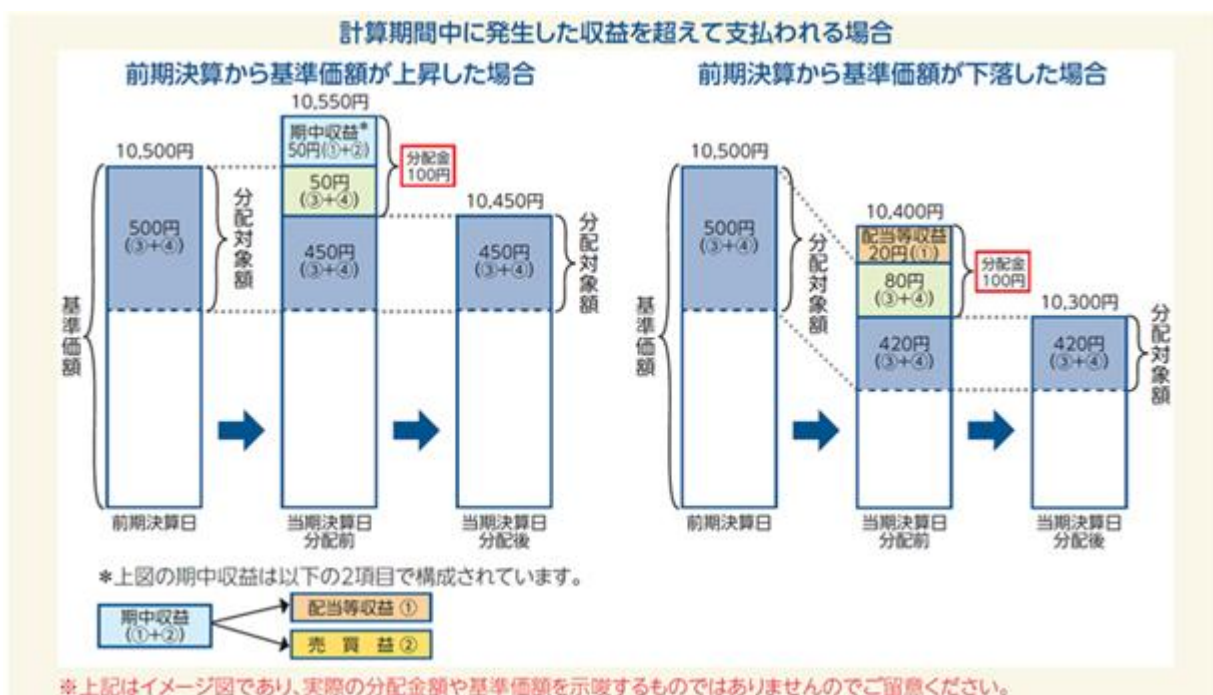 計算期間中に発生した収益を超えて支払われる場合
前期決算から基準価額が上昇した場合
10,550円
期中収益*
50円(①+②)
10,500円
分配金
100円
50円
(③+④)
10,450円
500円
(③+④)
分配対象額
450円
(③+④)
450円
(③+④)
分配対象額
基準価額
前期決算日
当期決算日
分配前
当期決算日
分配後
前期決算から基準価額が下落した場合
10,500円
10,400円
500円
(③+④)
分配対象額
配当等収益
20円(①)
分配金
100円
80円
(③+④)
10,300円
420円
(③+④)
420円
(③+④)
分配対象額
基準価額
前期決算日
当期決算日
分配前
当期決算日
分配後
*上図の期中収益は以下の2項目で構成されています。
期中収益
(①+②)
配当等収益 ①
売 買 益 ②
※上記はイメージ図であり、実際の分配金額や基準価額を示唆するものではありませんのでご留意ください。